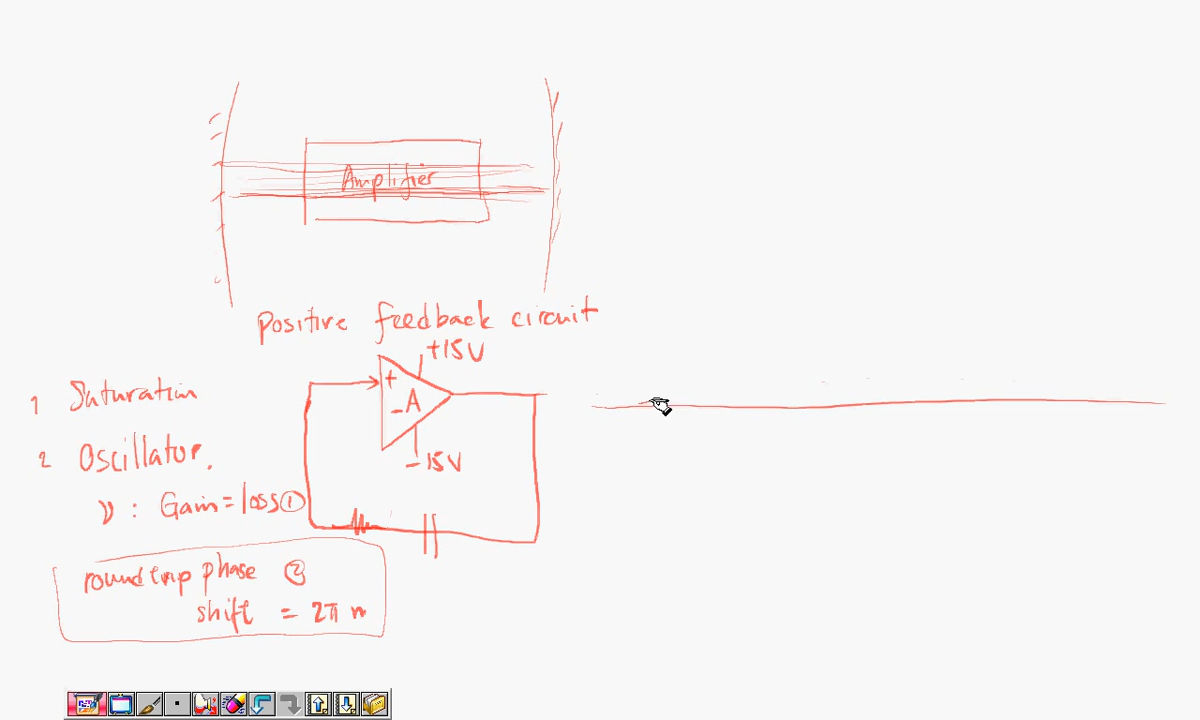 Amplifier
positive feedback circuit
+15V
+
-A
-15V
1 Saturation
2 Oscillator.
ν : Gain = loss ①
round trip phase ②
shift = 2π m